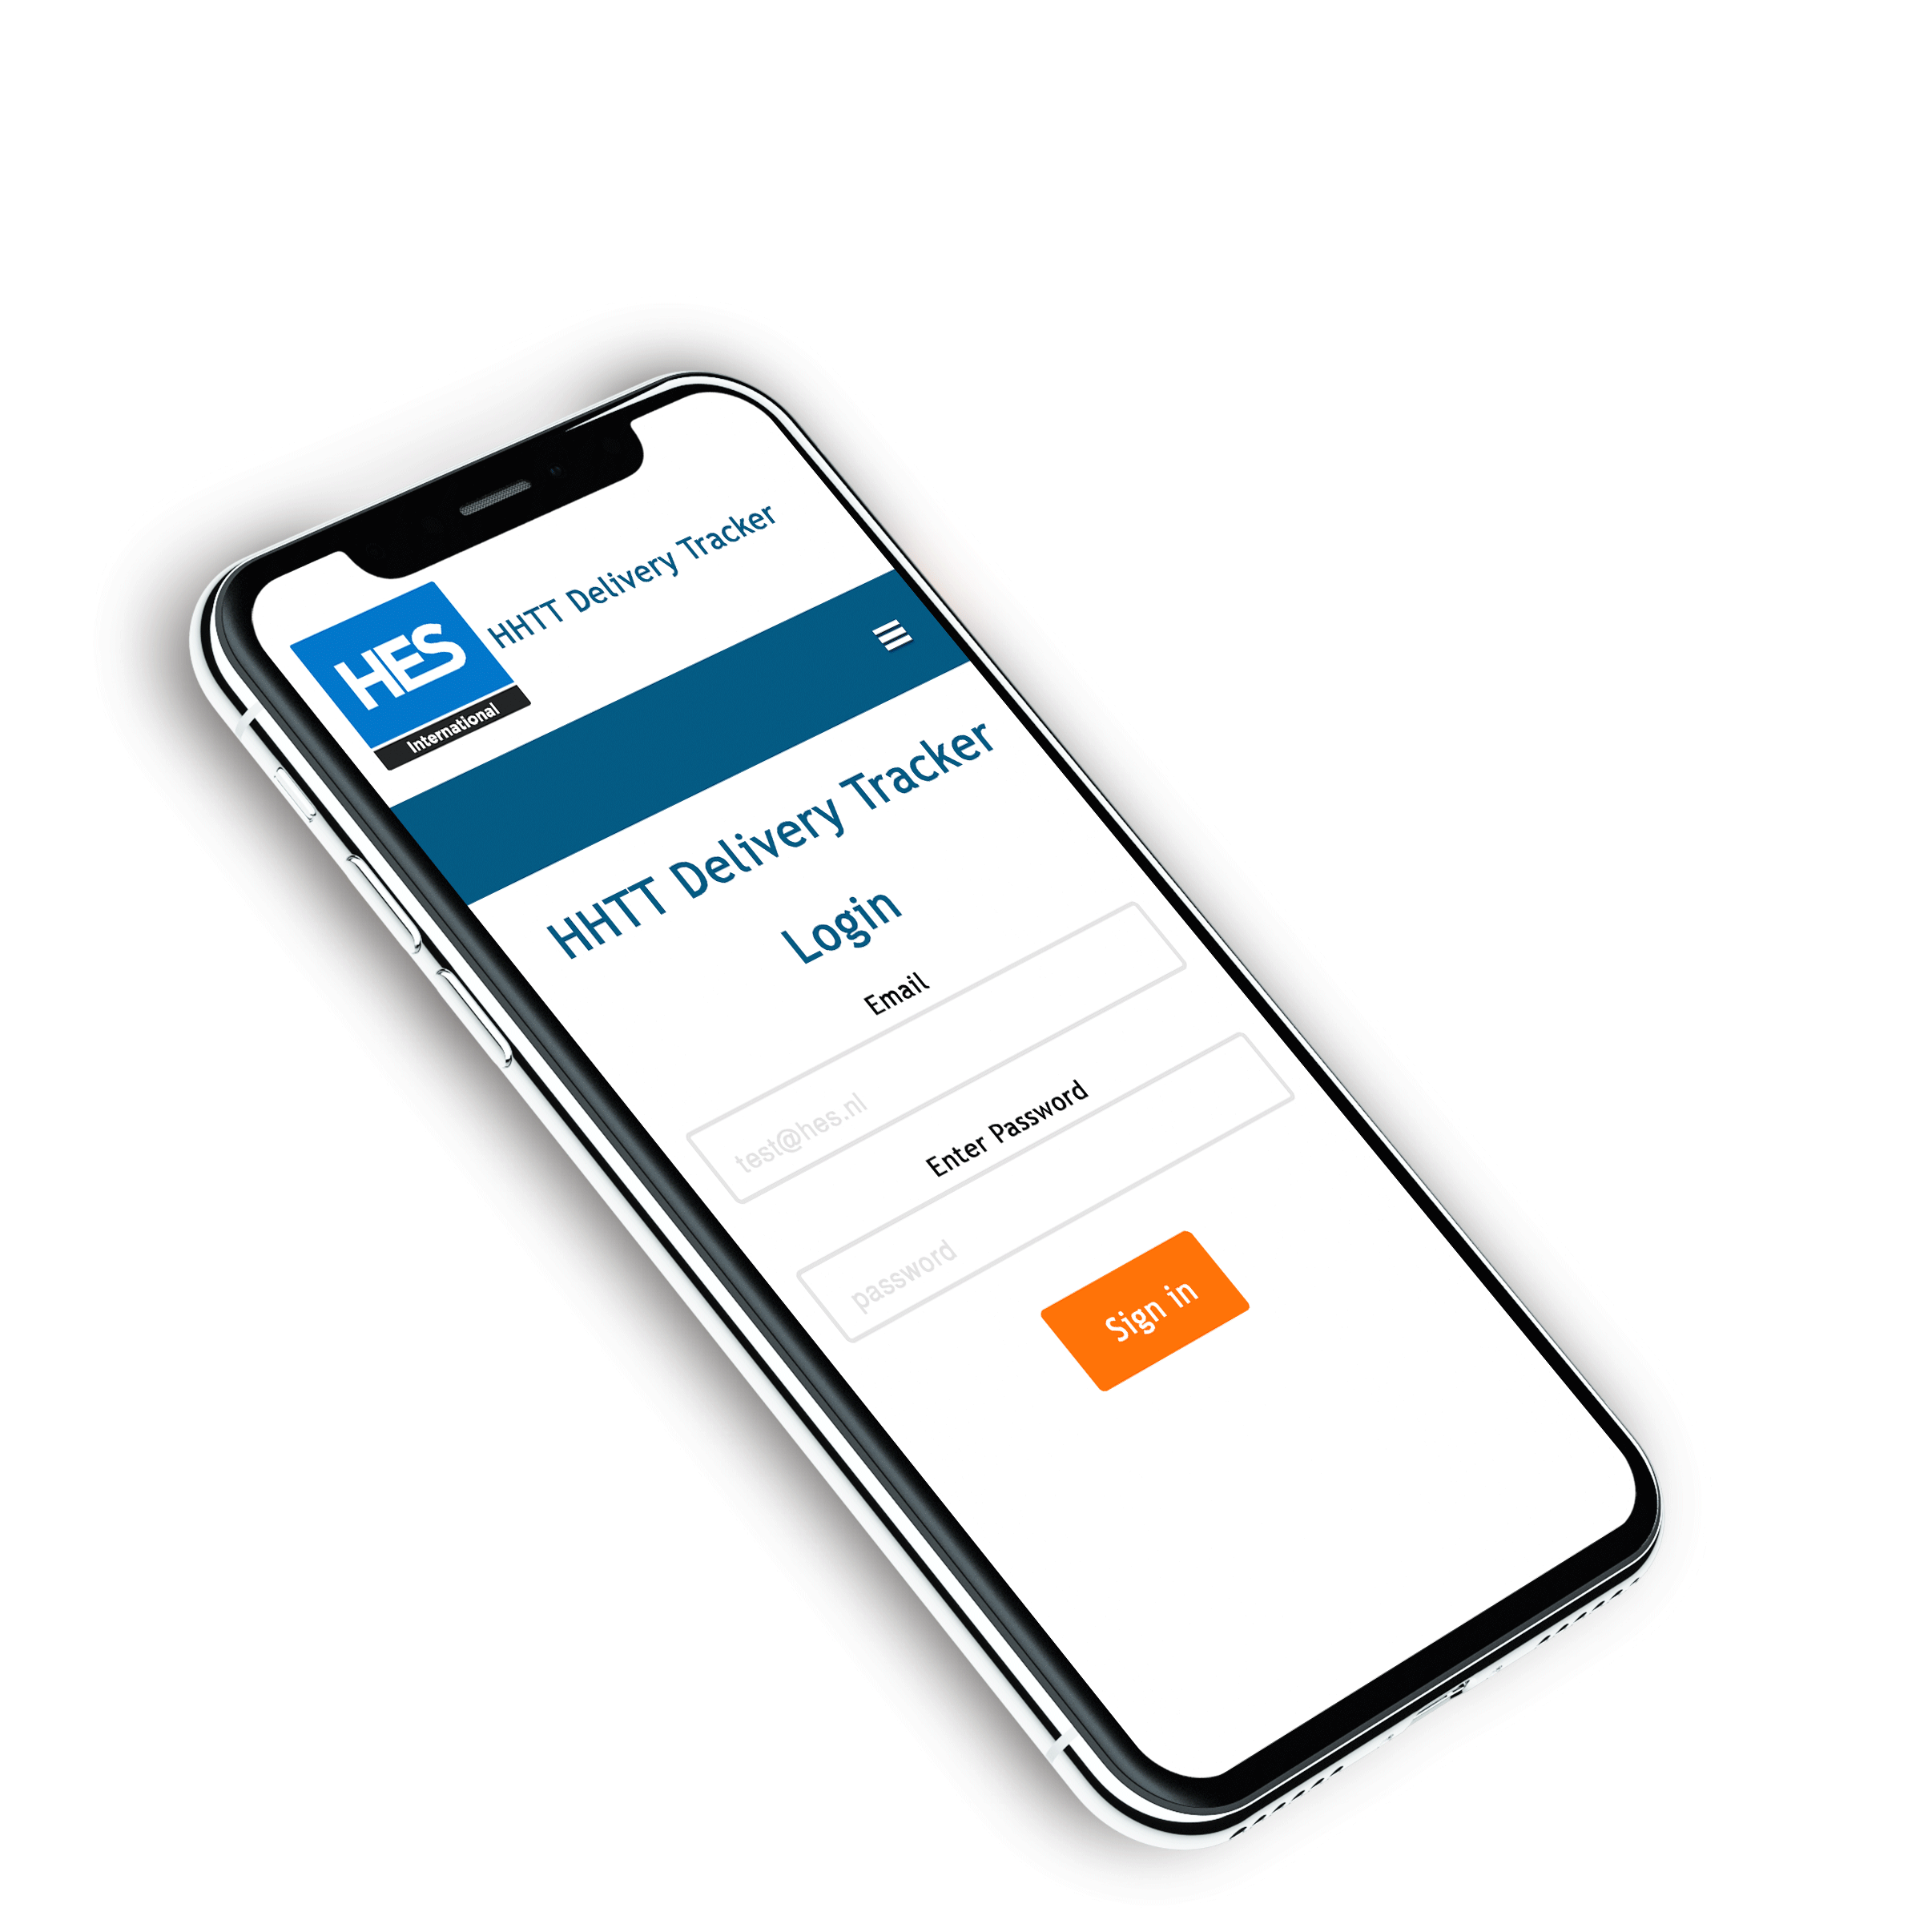 HES
International
HHTT Delivery Tracker
HHTT Delivery Tracker
Login
Email
test@hes.nl
Enter Password
password
Sign in